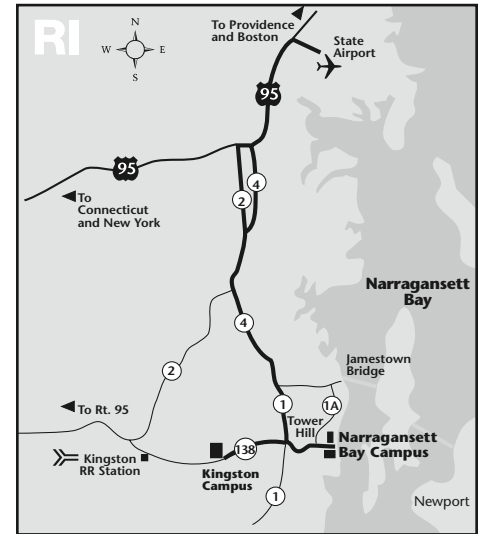 RI
N
W E
S
To Providence
and Boston
State
Airport
95
95
To
Connecticut
and New York
2
4
Narragansett
Bay
4
2
Jamestown
Bridge
1
1A
To Rt. 95
Tower
Hill
Narragansett
Bay Campus
138
Kingston
RR Station
Kingston
Campus
1
Newport